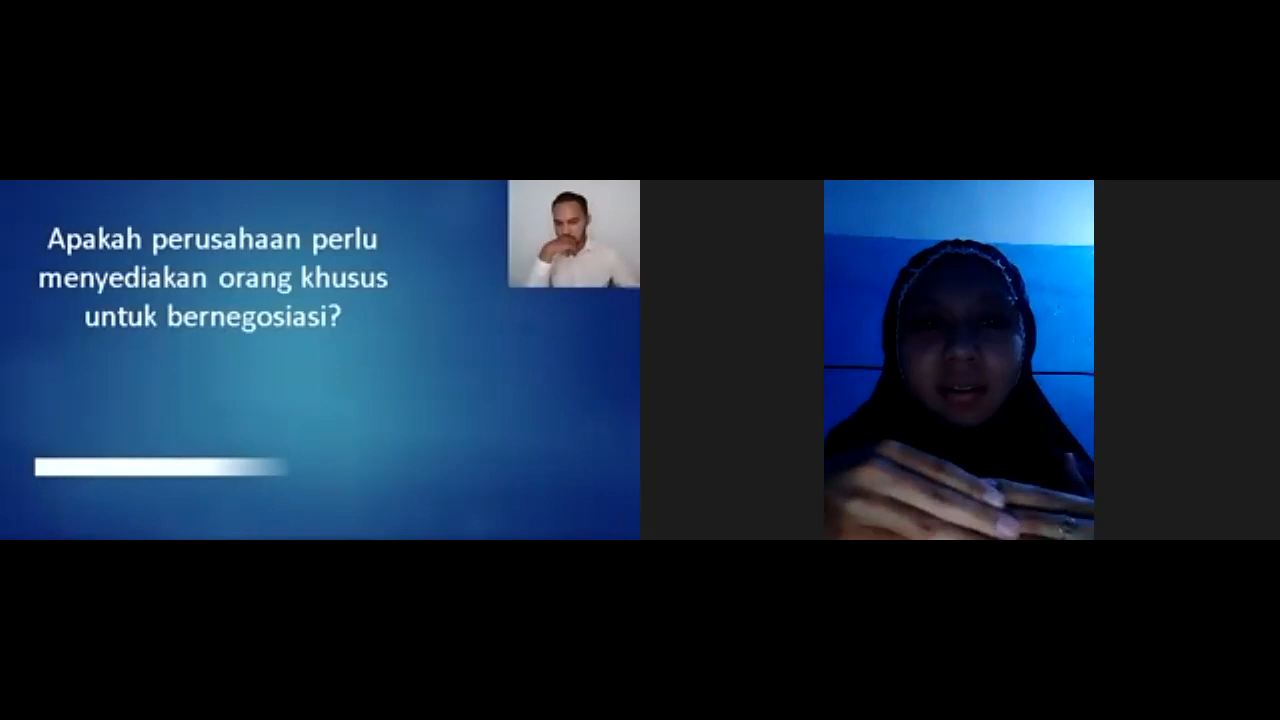 Apakah perusahaan perlu
menyediakan orang khusus
untuk bernegosiasi?